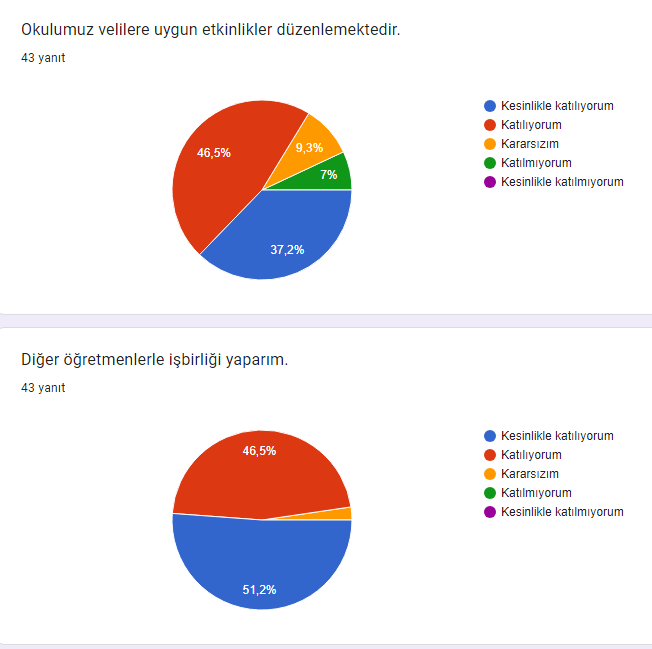 Okulumuz velilere uygun etkinlikler düzenlemektedir.
43 yanıt
Kesinlikle katılıyorum
Katılıyorum
Kararsızım
Katılmıyorum
Kesinlikle katılmıyorum
46,5%
9,3%
7%
37,2%
Diğer öğretmenlerle işbirliği yaparım.
43 yanıt
Kesinlikle katılıyorum
Katılıyorum
Kararsızım
Katılmıyorum
Kesinlikle katılmıyorum
46,5%
51,2%